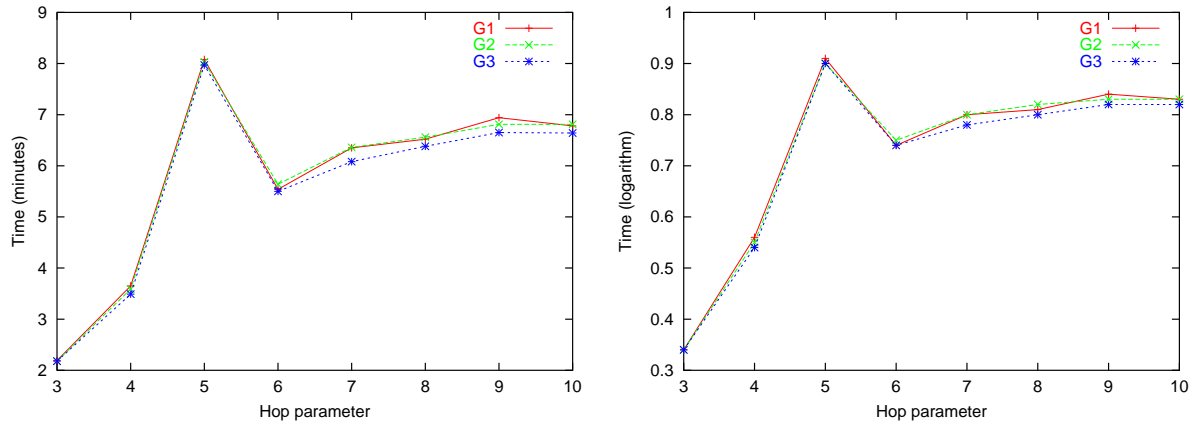 9
8
7
6
5
4
3
2
Time (minutes)
G1
G2
G3
3 4 5 6 7 8 9 10
Hop parameter
1
0.9
0.8
0.7
0.6
0.5
0.4
0.3
Time (logarithm)
G1
G2
G3
3 4 5 6 7 8 9 10
Hop parameter